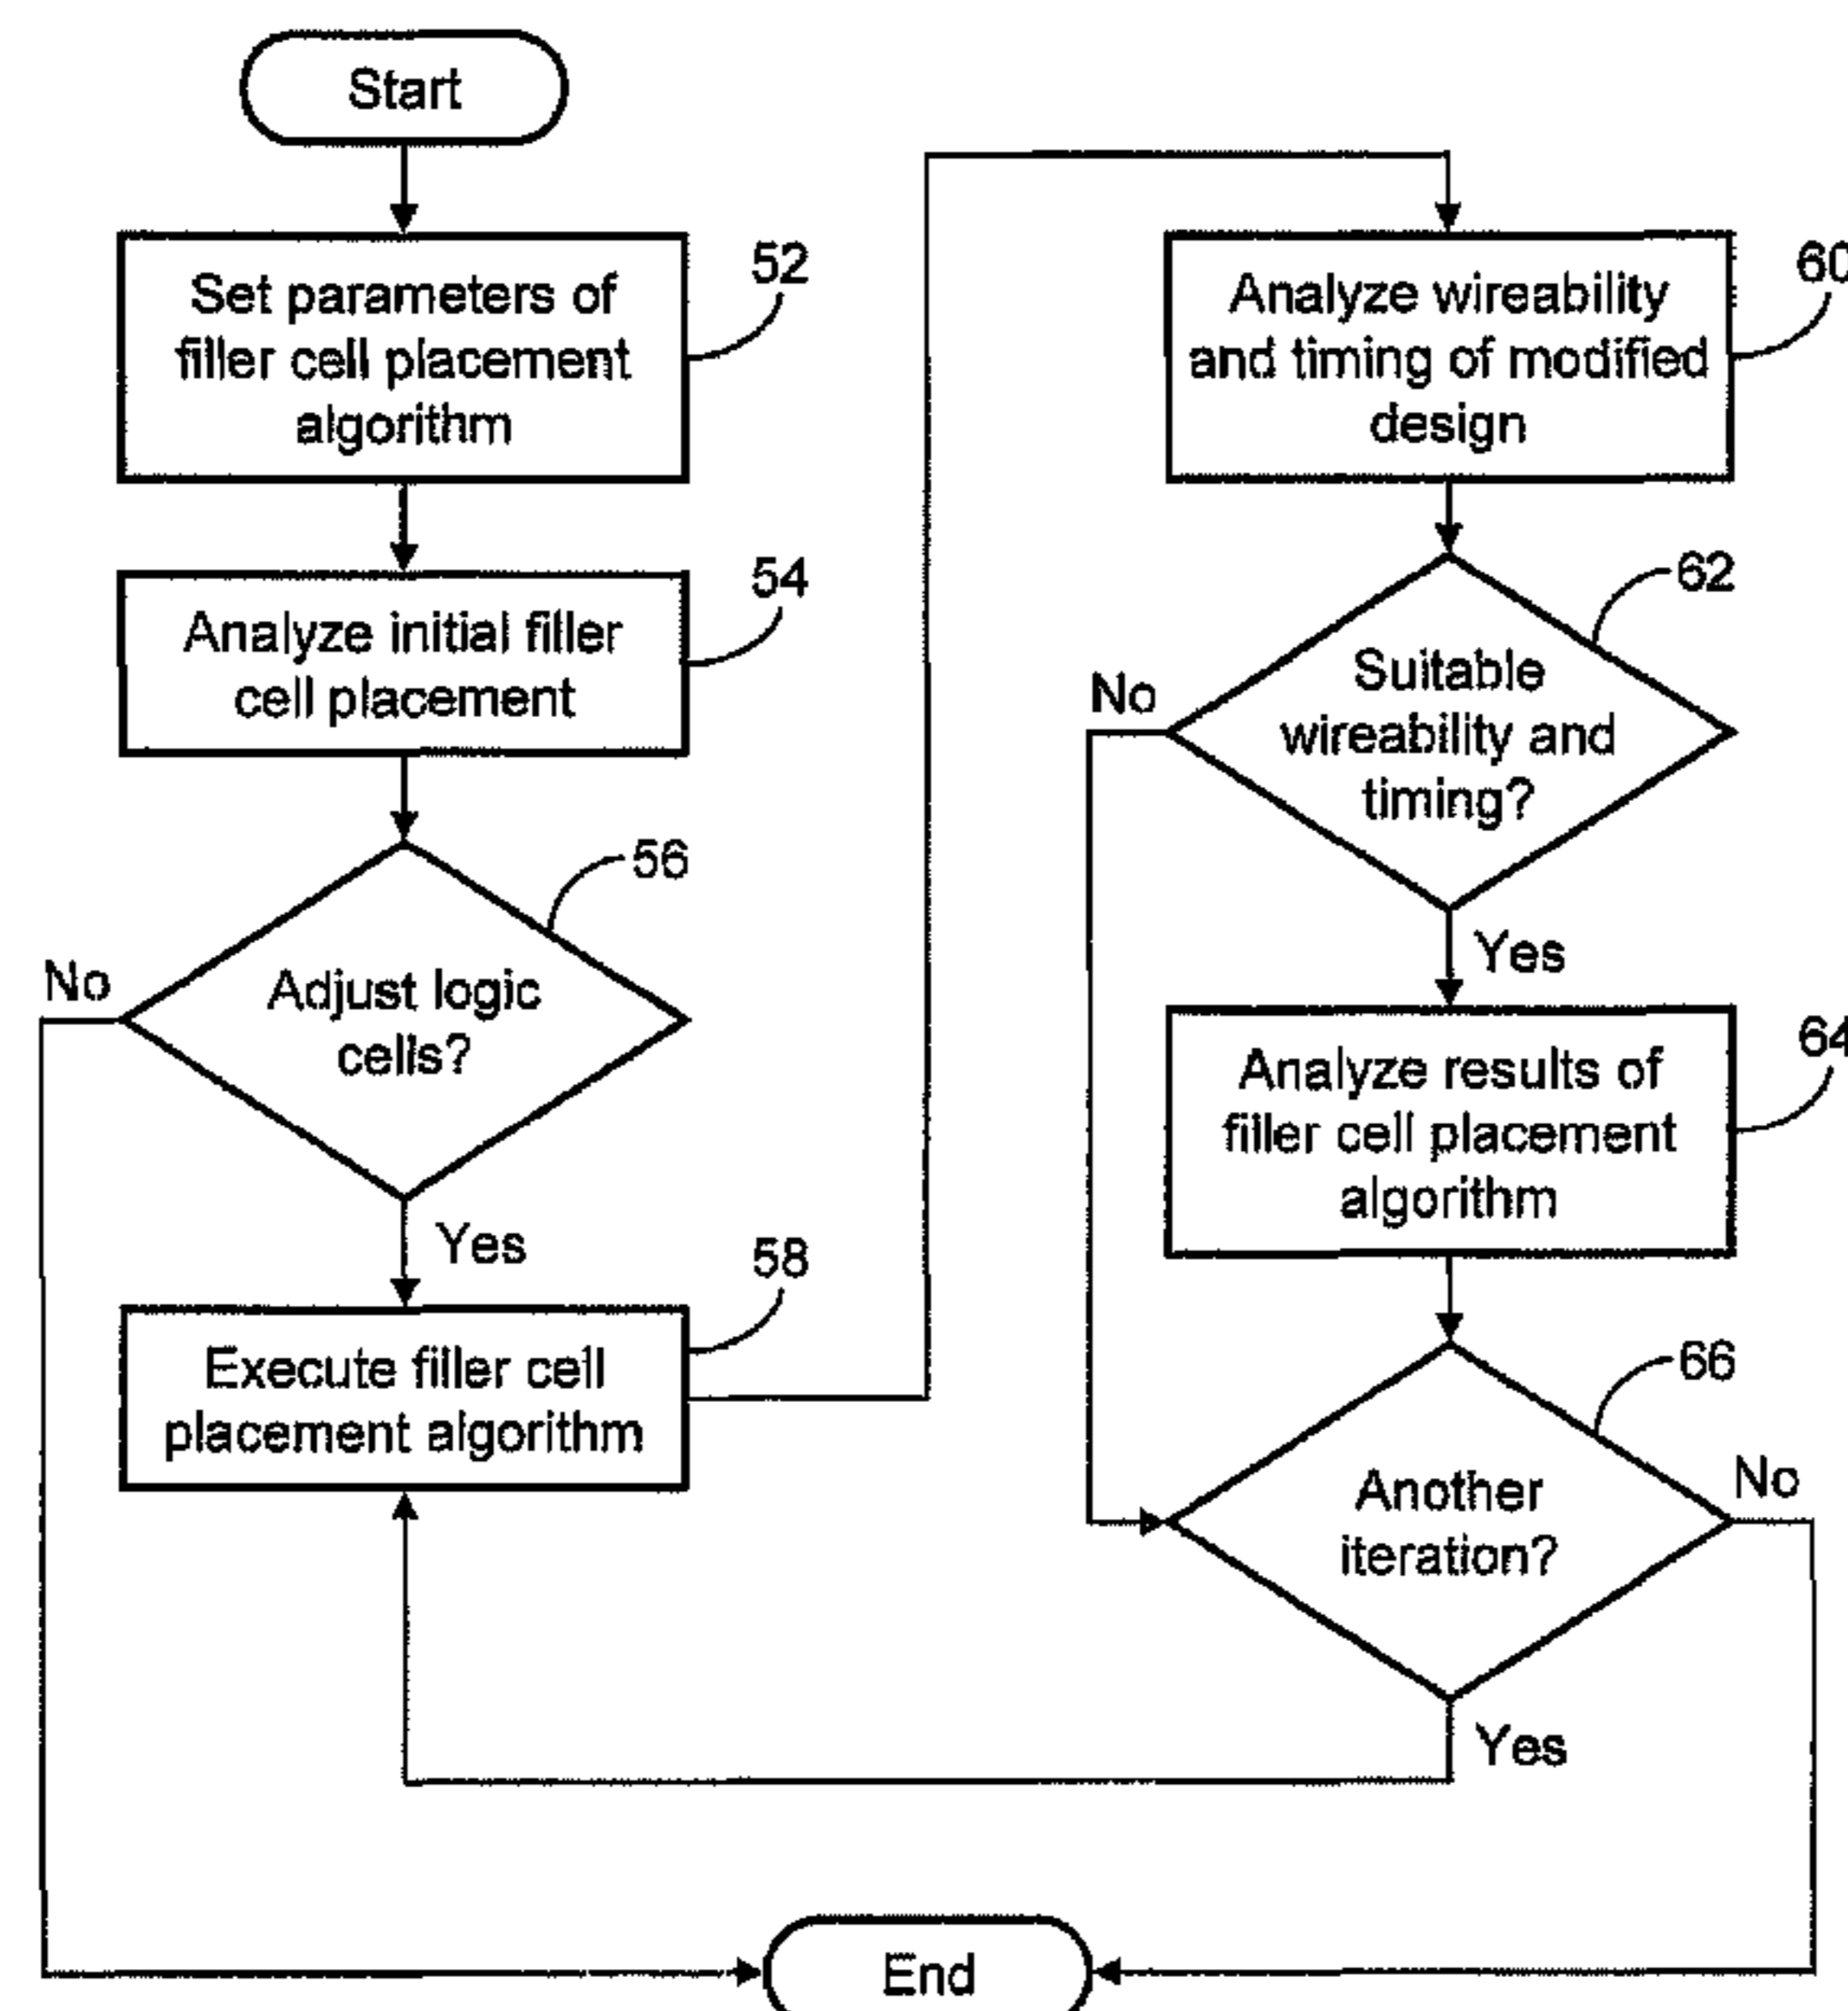 Start
Set parameters of
filler cell placement
algorithm
52
Analyze initial filler
cell placement
54
Adjust logic
cells?
56
No
Yes
Execute filler cell
placement algorithm
58
Analyze wireability
and timing of modified
design
60
Suitable
wireability and
timing?
62
No
Yes
Analyze results of
filler cell placement
algorithm
64
Another
iteration?
66
No
Yes
End